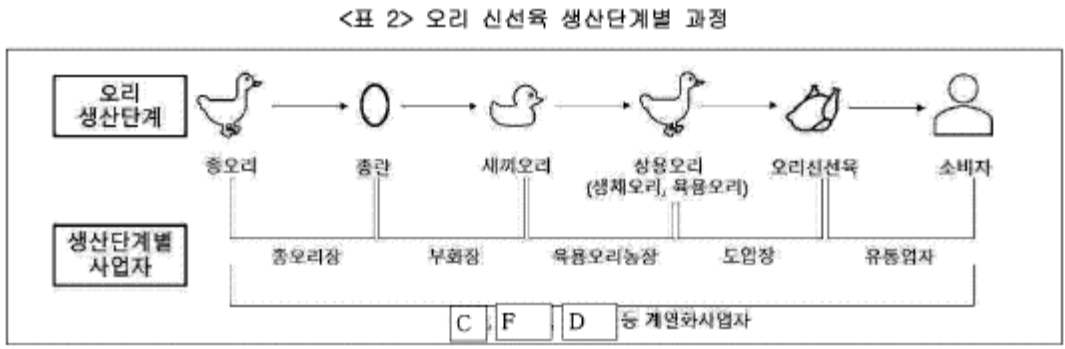 <표 2> 오리 신선육 생산단계별 과정
오리
생산단계
종오리 종란 새끼오리 상용오리 오리신선육 소비자
(생체오리, 육용오리)
생산단계별
사업자
종오리장 부화장 육용오리농장 도압장 유통업자
C, F, D 등 계열화사업자